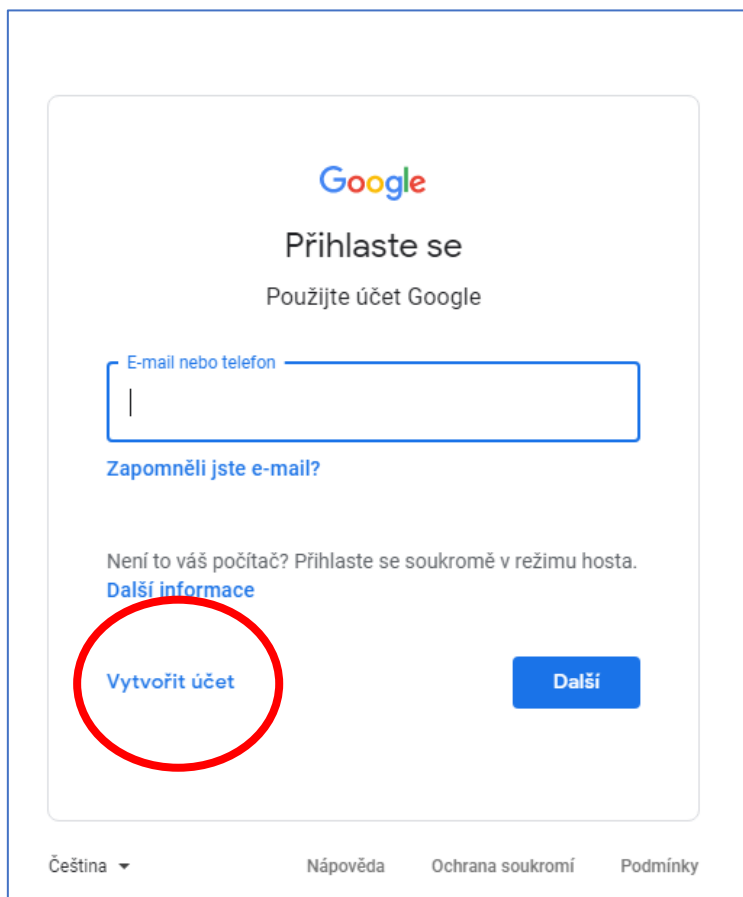 Google
Přihlaste se
Použijte účet Google
E-mail nebo telefon
Zapomněli jste e-mail?
Není to váš počítač? Přihlaste se soukromě v režimu hosta.
Další informace
Vytvořit účet
Další
Čeština
Nápověda
Ochrana soukromí
Podmínky